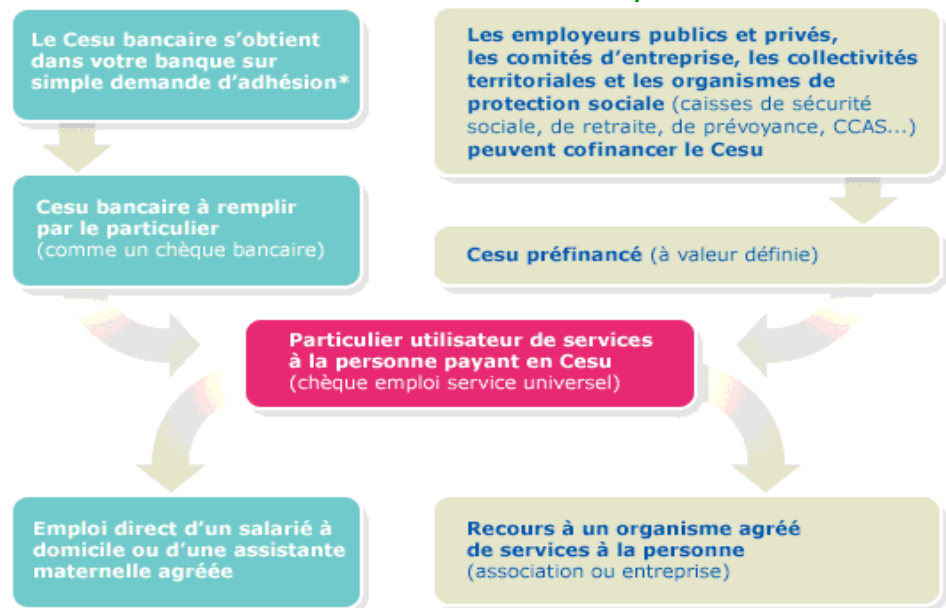 Le Cesu bancaire s'obtient
dans votre banque sur
simple demande d'adhésion*
Les employeurs publics et privés,
les comités d'entreprise, les collectivités
territoriales et les organismes de
protection sociale (caisses de sécurité
sociale, de retraite, de prévoyance, CCAS...)
peuvent cofinancer le Cesu
Cesu bancaire à remplir
par le particulier
(comme un chèque bancaire)
Cesu préfinancé (à valeur définie)
Particulier utilisateur de services
à la personne payant en Cesu
(chèque emploi service universel)
Emploi direct d'un salarié à
domicile ou d'une assistante
maternelle agréée
Recours à un organisme agréé
de services à la personne
(association ou entreprise)